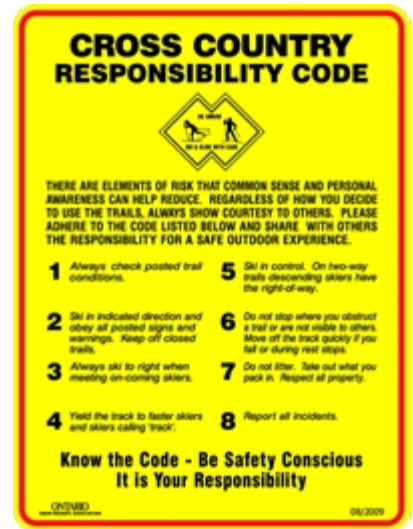 CROSS COUNTRY
RESPONSIBILITY CODE
BE AWARE
SKI & GLIDE WITH CARE
THERE ARE ELEMENTS OF RISK THAT COMMON SENSE AND PERSONAL
AWARENESS CAN HELP REDUCE. REGARDLESS OF HOW YOU DECIDE
TO USE THE TRAILS, ALWAYS SHOW COURTESY TO OTHERS. PLEASE
ADHERE TO THE CODE LISTED BELOW AND SHARE WITH OTHERS
THE RESPONSIBILITY FOR A SAFE OUTDOOR EXPERIENCE.
1 Always check posted trail
conditions.
2 Ski in indicated direction and
obey all posted signs and
warnings. Keep off closed
trails.
3 Always ski to right when
meeting on-coming skiers.
4 Yield the track to faster skiers
and skiers calling 'track'.
5 Ski in control. On two-way
trails descending skiers have
the right-of-way.
6 Do not stop where you obstruct
a trail or are not visible to others.
Move off the track quickly if you
fall or during rest stops.
7 Do not litter. Take out what you
pack in. Respect all property.
8 Report all incidents.
Know the Code - Be Safety Conscious
It is Your Responsibility
ONTARIO
08/2009